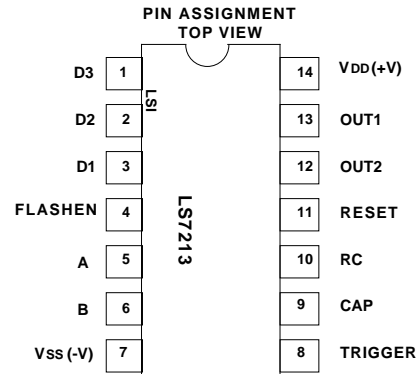 PIN ASSIGNMENT
TOP VIEW
D3 1 14 VDD (+V)
D2 2 13 OUT1
D1 3 12 OUT2
FLASHEN 4 11 RESET
A 5 10 RC
B 6 9 CAP
VSS (-V) 7 8 TRIGGER
LSI
LS7213